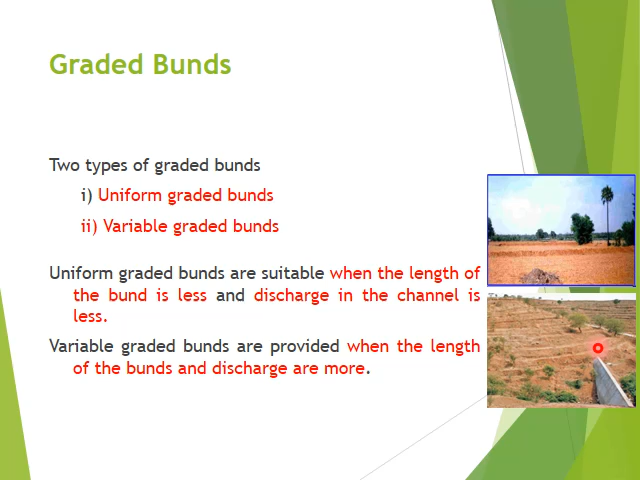 Graded Bunds
Two types of graded bunds
i) Uniform graded bunds
ii) Variable graded bunds
Uniform graded bunds are suitable when the length of
the bund is less and discharge in the channel is
less.
Variable graded bunds are provided when the length
of the bunds and discharge are more.